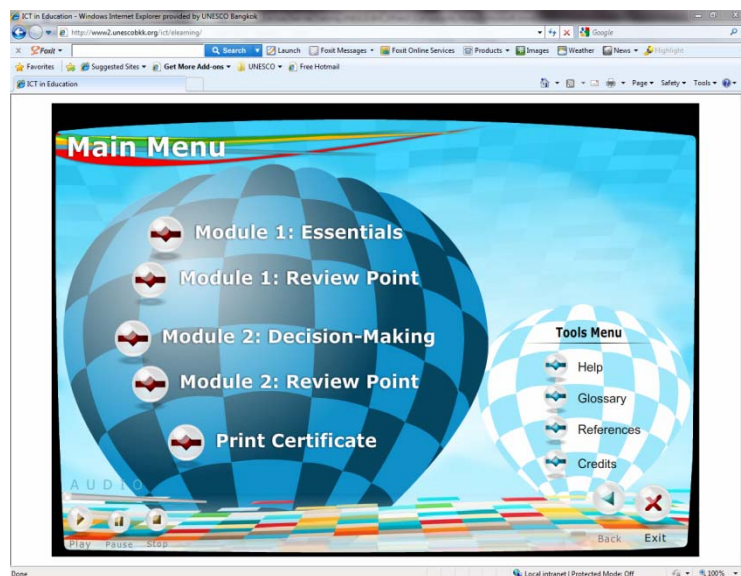 ICT in Education - Windows Internet Explorer provided by UNESCO Bangkok
http://www2.unescobkk.org/ict/elearning/
Google
Foxit
Search
Launch
Foxit Messages
Foxit Online Services
Products
Images
Weather
News
Highlight
Favorites
Suggested Sites
Get More Add-ons
UNESCO
Free Hotmail
ICT in Education
Page
Safety
Tools
Main Menu
Module 1: Essentials
Module 1: Review Point
Module 2: Decision-Making
Module 2: Review Point
Print Certificate
Tools Menu
Help
Glossary
References
Credits
AUDIO
Play Pause Stop
Back Exit
Done
Local intranet | Protected Mode: Off
100%